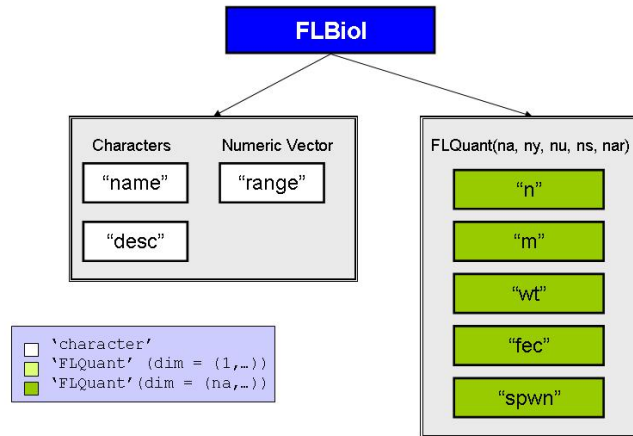 FLBiol
Characters
Numeric Vector
“name”
“range”
“desc”
FLQuant(na, ny, nu, ns, nar)
“n”
“m”
“wt”
“fec”
“spwn”
‘character’
‘FLQuant’ (dim = (1,…))
‘FLQuant’(dim = (na,…))